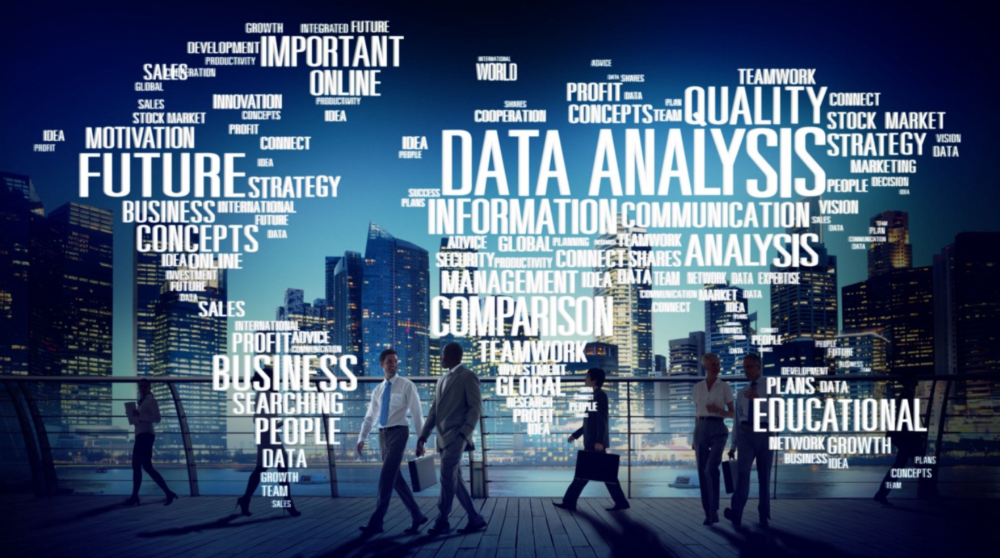 GROWTH INTEGRATED FUTURE
DEVELOPMENT IMPORTANT
PRODUCTIVITY
SALES COOPERATION
ONLINE
GLOBAL
PRODUCTIVITY
INNOVATION
SALES
CONCEPTS
IDEA
STOCK MARKET
PROFIT
IDEA
PROFIT
MOTIVATION
CONNECT
FUTURE
IDEA
STRATEGY
BUSINESS INTERNATIONAL
FUTURE
CONCEPTS DATA
IDEA ONLINE
INVESTMENT
FUTURE
DATA
SALES
INTERNATIONAL
PROFIT ADVICE
COMMUNICATION
BUSINESS
SEARCHING
PEOPLE
DATA
GROWTH
TEAM
SALES
INTERNATIONAL
WORLD
SHARES
COOPERATION
IDEA
PEOPLE
ADVICE
DATA SHARES
PROFIT DATA
CONCEPTS TEAM
PLAN
TEAMWORK
QUALITY CONNECT
STOCK MARKET
DATA ANALYSIS STRATEGY VISION
DATA
MARKETING
PEOPLE DECISION
IDEA
SUCCESS
PLANS
INFORMATION COMMUNICATION VISION
SALES
DATA
TEAM
PLAN
COMMUNICATION
DATA
ADVICE GLOBAL PLANNING RESEARCH TEAMWORK ANALYSIS
SECURITY PRODUCTIVITY CONNECT SHARES
MANAGEMENT IDEA DATA TEAM NETWORK DATA EXPERTISE
COMMUNICATION MARKET DATA
COMPARISON CONNECT IDEA
PLANS
FINANCE
VISION
CONNECT
PEOPLE
SHARES
DATA
TEAMWORK
INVESTMENT
GLOBAL
RESEARCH
PROFIT
IDEA
DATA
CONNECT
PEOPLE
SHARES
PEOPLE
FUTURE
BUSINESS
TEAM
DEVELOPMENT
PLANS DATA
EDUCATIONAL
NETWORK GROWTH
BUSINESS IDEA
PLANS
CONCEPTS
TEAM